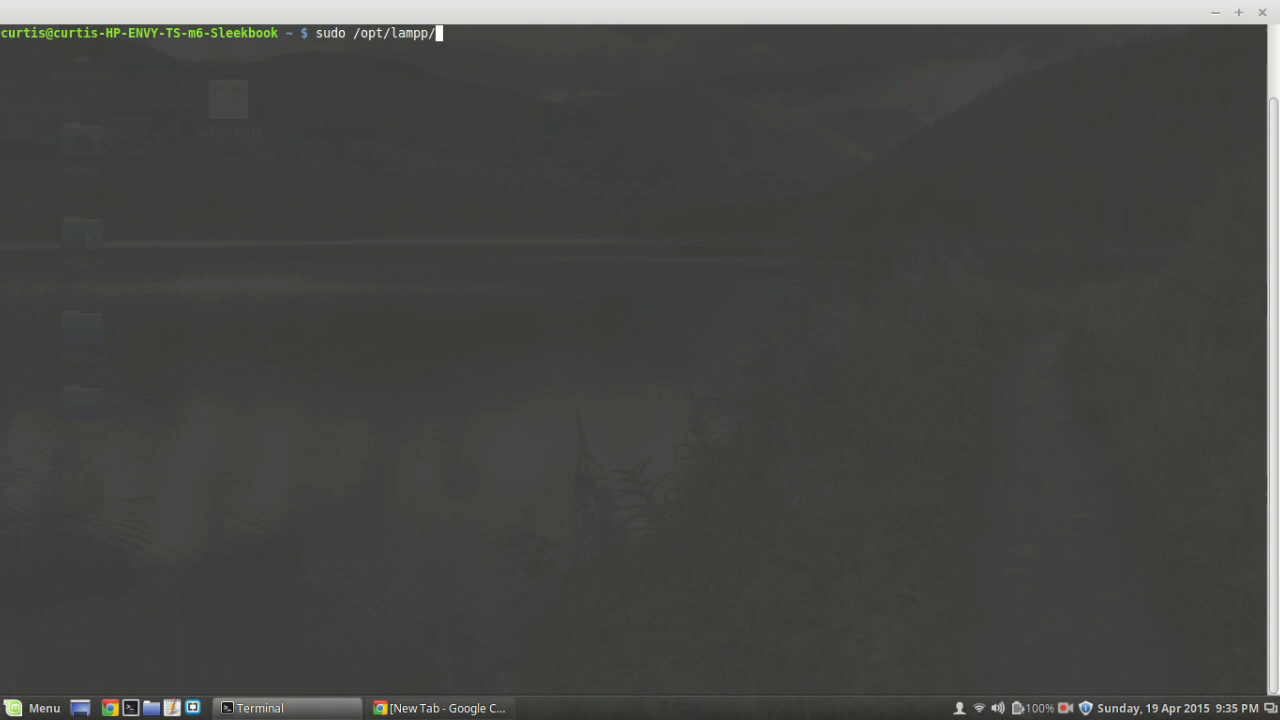 curtis@curtis-HP-ENVY-TS-m6-Sleekbook ~ $ sudo /opt/lampp/
Menu
Terminal
[New Tab - Google C...
100%
Sunday, 19 Apr 2015 9:35 PM